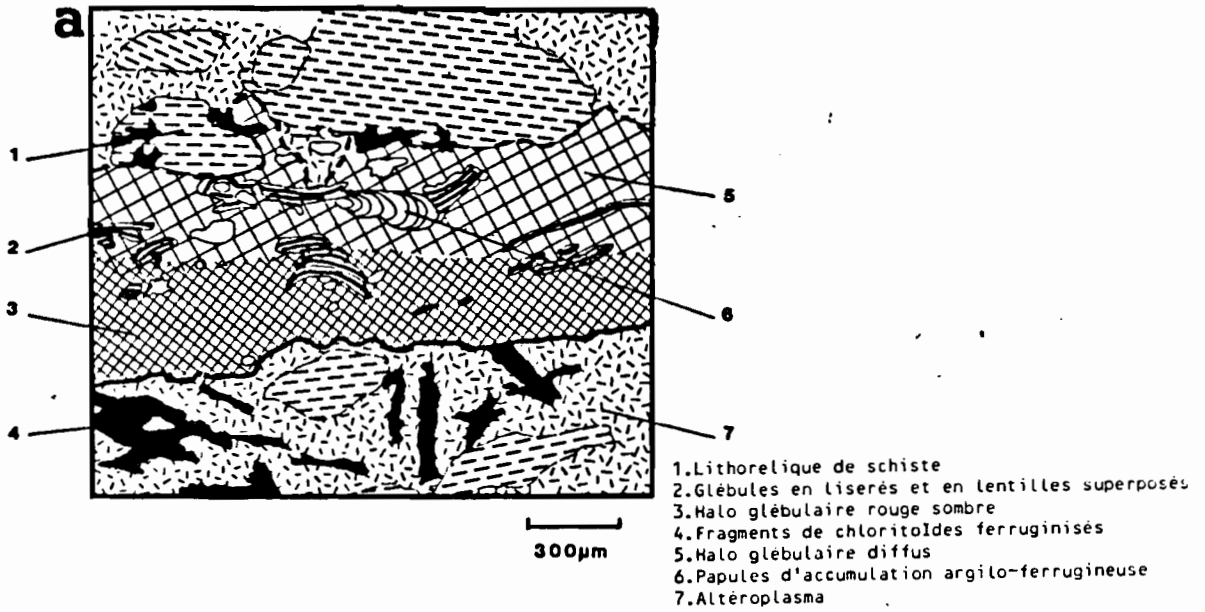 a
1
2
3
4
5
6
7
300µm
1.Lithorelique de schiste
2.Glébules en liserés et en lentilles superposés
3.Halo glébulaire rouge sombre
4.Fragments de chloritoïdes ferruginisés
5.Halo glébulaire diffus
6.Papules d'accumulation argilo-ferrugineuse
7.Altéroplasma